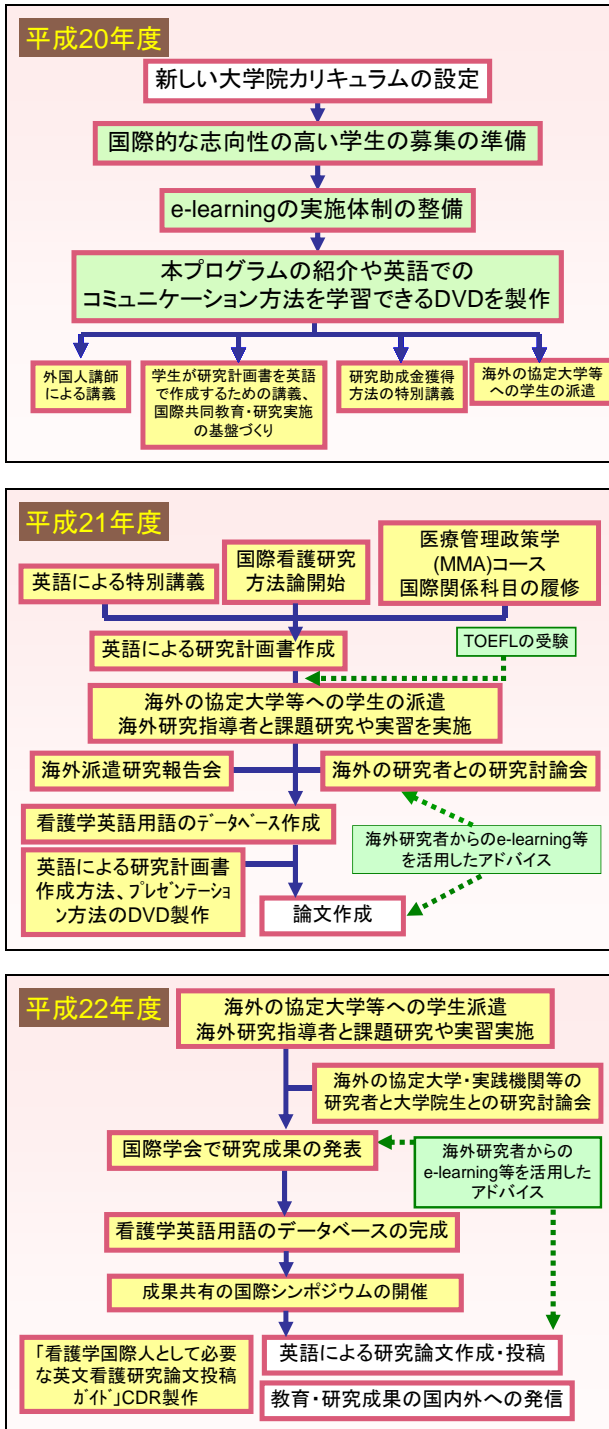 平成20年度
新しい大学院カリキュラムの設定
国際的な志向性の高い学生の募集の準備
e-learningの実施体制の整備
本プログラムの紹介や英語での
コミュニケーション方法を学習できるDVDを製作
外国人講師
による講義
学生が研究計画書を英語
で作成するための講義、
国際共同教育・研究実施
の基盤づくり
研究助成金獲得
方法の特別講義
海外の協定大学等
への学生の派遣
平成21年度
英語による特別講義
国際看護研究
方法論開始
医療管理政策学
(MMA)コース
国際関係科目の履修
英語による研究計画書作成
TOEFLの受験
海外の協定大学等への学生の派遣
海外研究指導者と課題研究や実習を実施
海外派遣研究報告会
海外の研究者との研究討論会
看護学英語用語のﾃﾞｰﾀﾍﾞｰｽ作成
海外研究者からのe-learning等
を活用したアドバイス
英語による研究計画書
作成方法、ﾌﾟﾚｾﾞﾝﾃｰｼｮ
ﾝ方法のDVD製作
論文作成
平成22年度
海外の協定大学等への学生派遣
海外研究指導者と課題研究や実習実施
海外の協定大学・実践機関等の
研究者と大学院生との研究討論会
国際学会で研究成果の発表
海外研究者からの
e-learning等を活用した
アドバイス
看護学英語用語のデータベースの完成
成果共有の国際シンポジウムの開催
「看護学国際人として必要
な英文看護研究論文投稿
ｶﾞｲﾄﾞ」CDR製作
英語による研究論文作成・投稿
教育・研究成果の国内外への発信